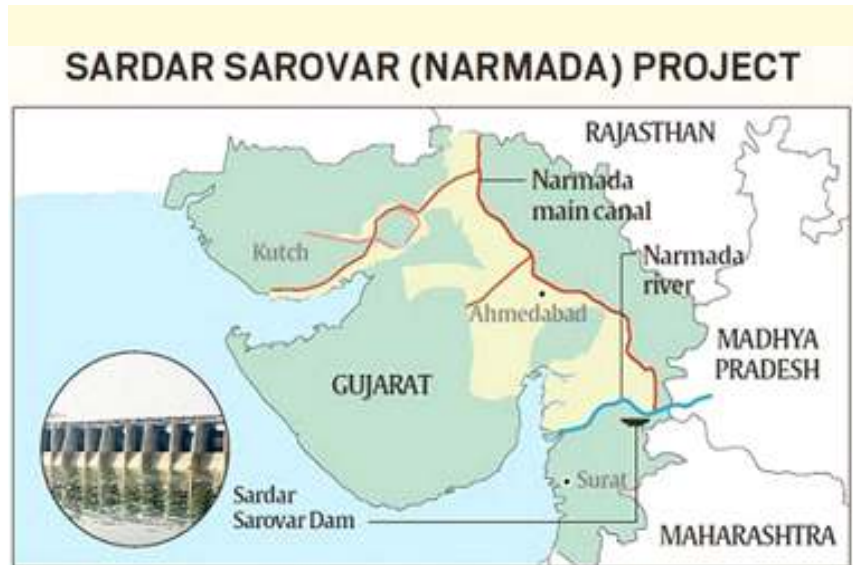 SARDAR SAROVAR (NARMADA) PROJECT
RAJASTHAN
Narmada
main canal
Kutch
Narmada
river
Ahmedabad
MADHYA
PRADESH
GUJARAT
Sardar
Sarovar Dam
Surat
MAHARASHTRA